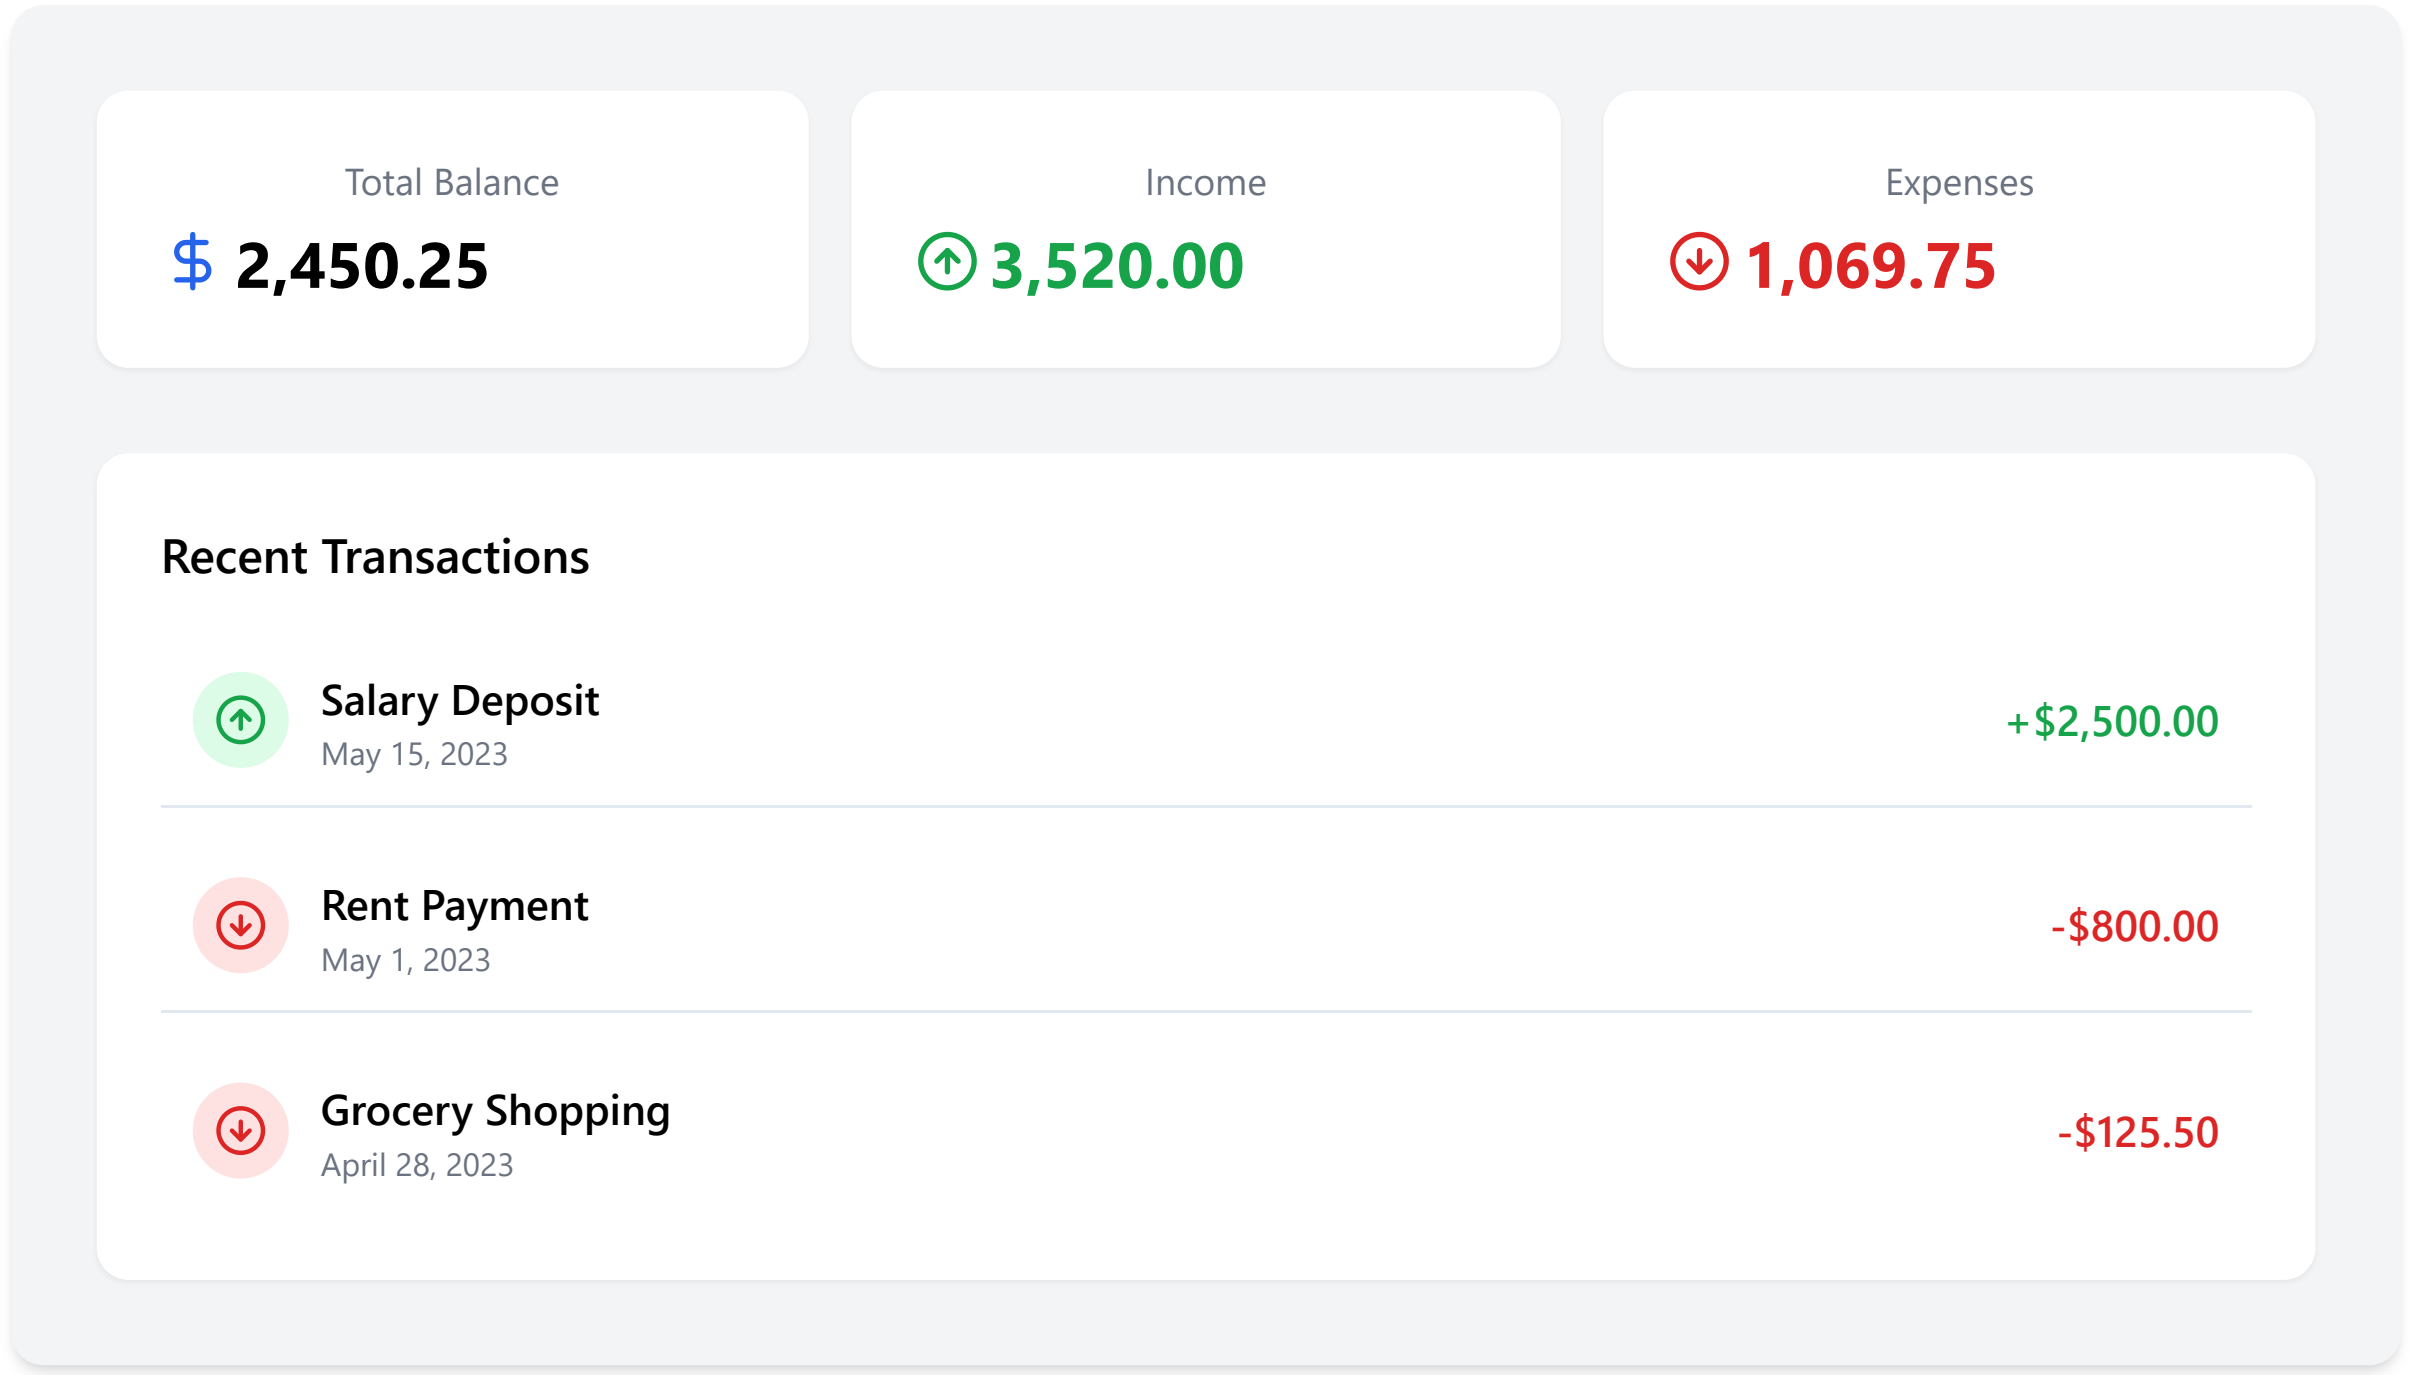 Total Balance
$ 2,450.25
Income
3,520.00
Expenses
1,069.75
Recent Transactions
Salary Deposit
May 15, 2023
+$2,500.00
Rent Payment
May 1, 2023
-$800.00
Grocery Shopping
April 28, 2023
-$125.50